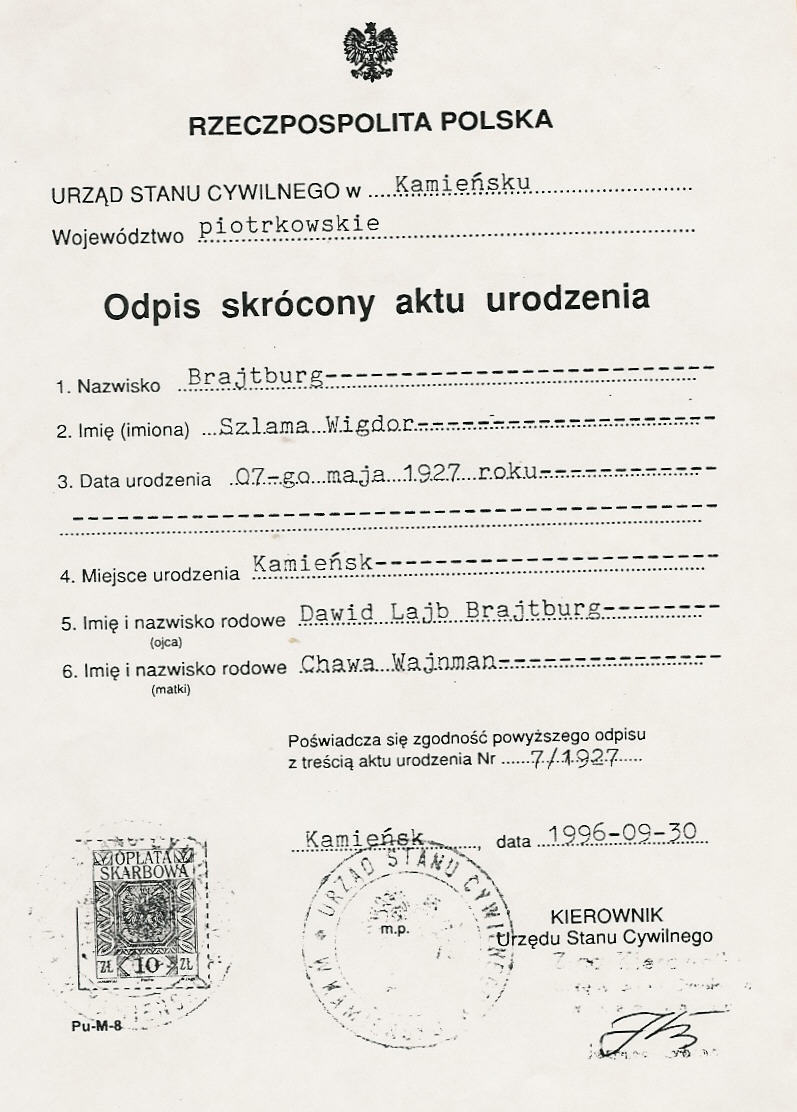 RZECZPOSPOLITA POLSKA
URZĄD STANU CYWILNEGO w Kamieńsku
Województwo piotrkowskie
Odpis skrócony aktu urodzenia
1. Nazwisko Brajtburg
2. Imię (imiona) Szlama Wigdor
3. Data urodzenia 07-go maja 1927 roku
4. Miejsce urodzenia Kamieńsk
5. Imię i nazwisko rodowe Dawid Lajb Brajtburg
(ojca)
6. Imię i nazwisko rodowe Chawa Wajnman
(matki)
Poświadcza się zgodność powyższego odpisu
z treścią aktu urodzenia Nr 7/1927
Kamieńsk, data 1996-09-30
OPŁATA
SKARBOWA
ZŁ 10 ZŁ
URZĄD STANU CYWILNEGO
m.p.
KIEROWNIK
Urzędu Stanu Cywilnego
Pu-M-8